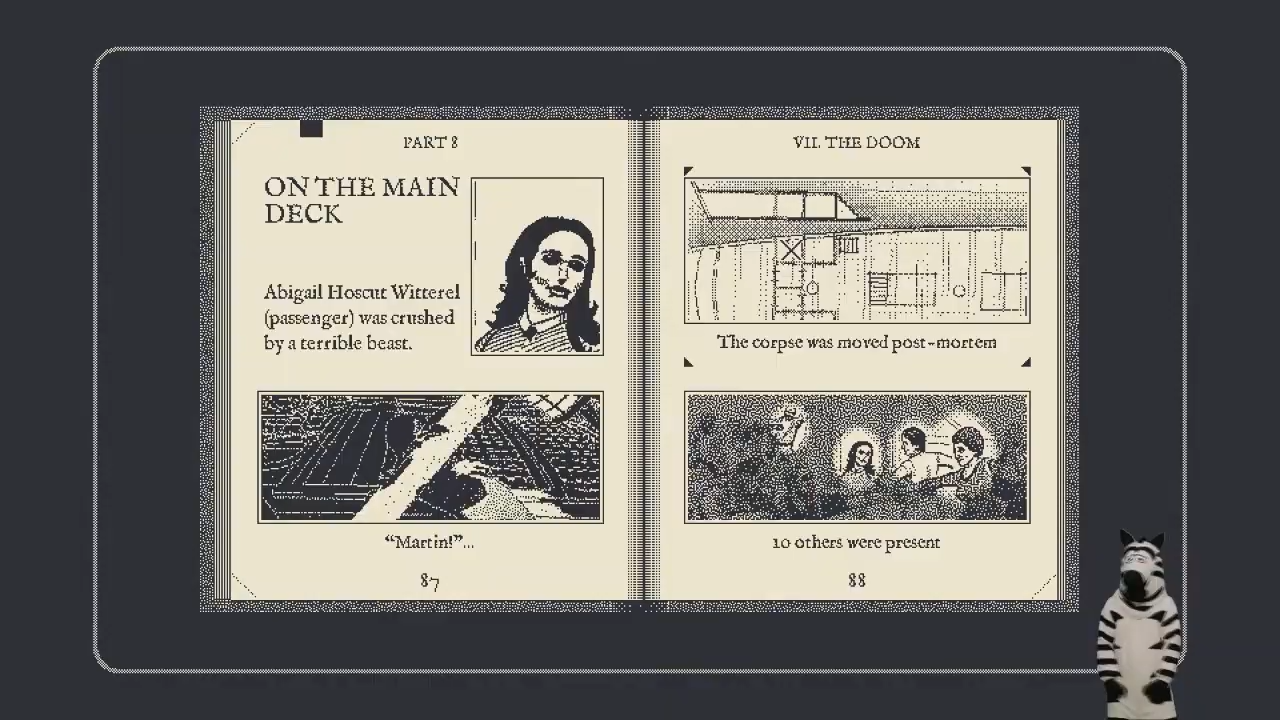 PART 8
ON THE MAIN
DECK
Abigail Hoscut Witterel
(passenger) was crushed
by a terrible beast.
“Martin!”...
87
VII. THE DOOM
The corpse was moved post-mortem
10 others were present
88